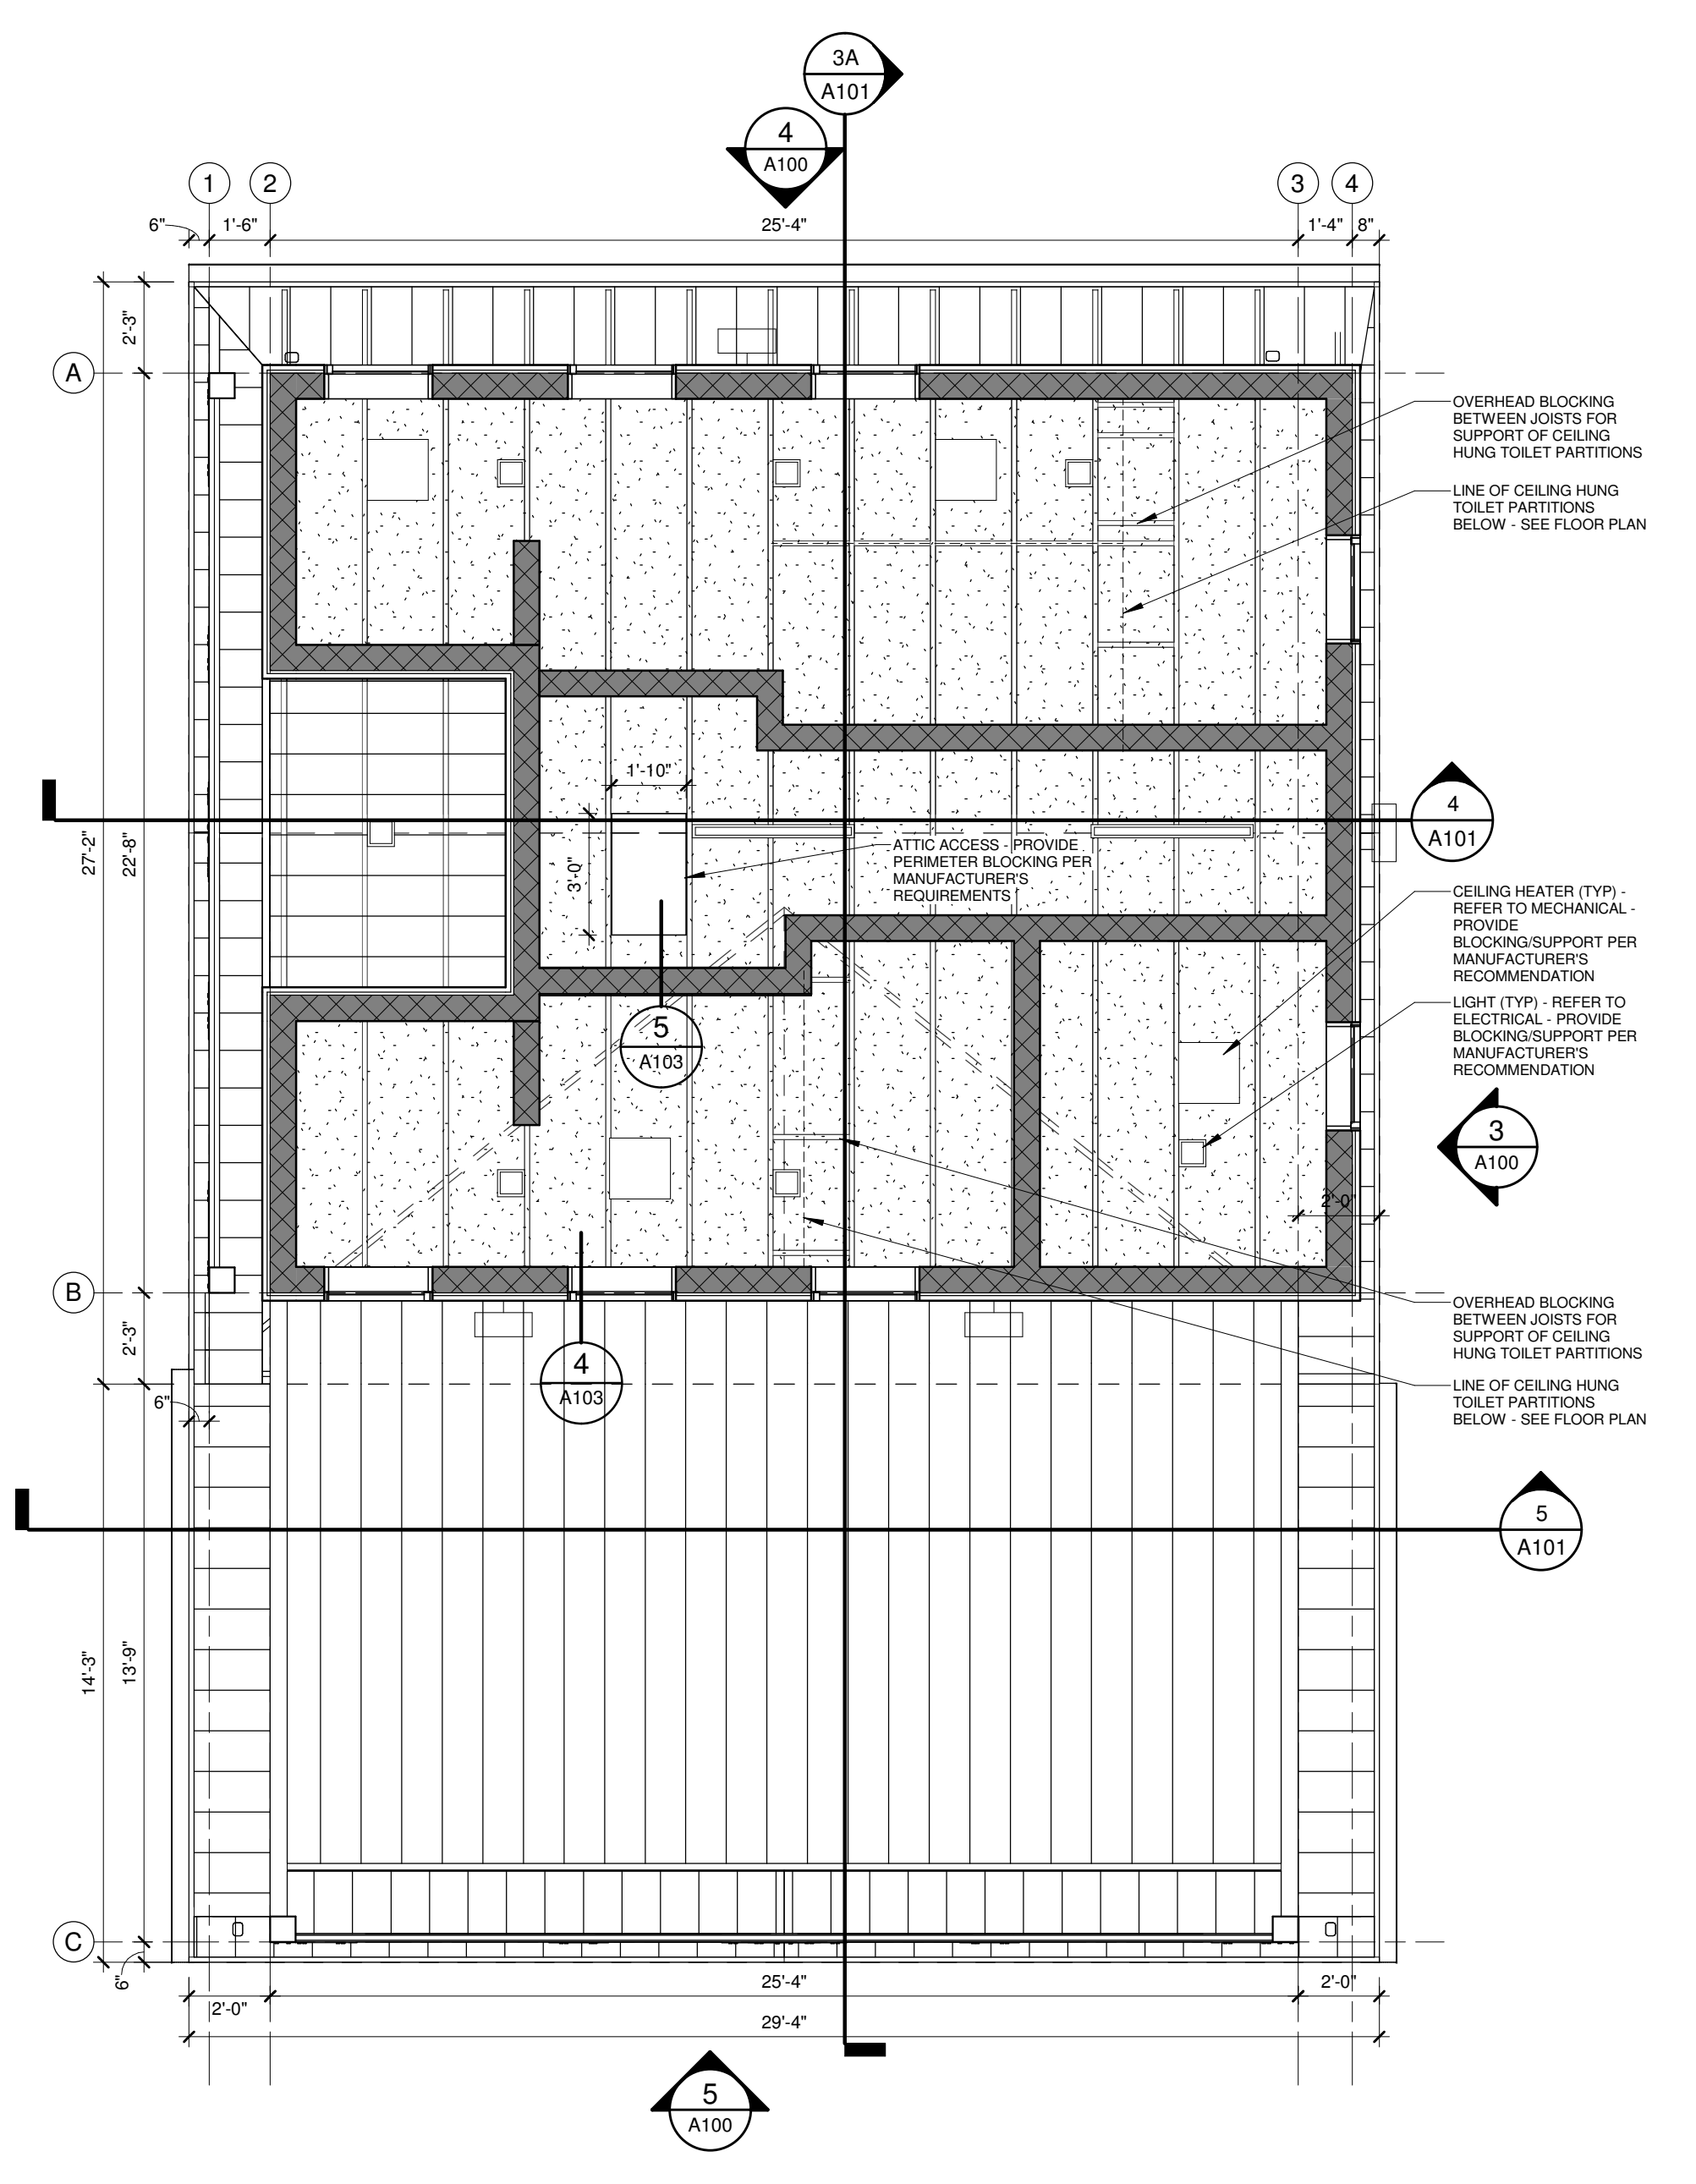 3A
A101
4
A100
1
2
3
4
6"
1'-6"
25'-4"
1'-4"
8"
2'-3"
A
OVERHEAD BLOCKING
BETWEEN JOISTS FOR
SUPPORT OF CEILING
HUNG TOILET PARTITIONS
LINE OF CEILING HUNG
TOILET PARTITIONS
BELOW - SEE FLOOR PLAN
1'-10"
4
A101
27'-2"
22'-8"
3'-0"
ATTIC ACCESS - PROVIDE
PERIMETER BLOCKING PER
MANUFACTURER'S
REQUIREMENTS
CEILING HEATER (TYP) -
REFER TO MECHANICAL -
PROVIDE
BLOCKING/SUPPORT PER
MANUFACTURER'S
RECOMMENDATION
LIGHT (TYP) - REFER TO
ELECTRICAL - PROVIDE
BLOCKING/SUPPORT PER
MANUFACTURER'S
RECOMMENDATION
5
A103
3
A100
2'-0"
B
OVERHEAD BLOCKING
BETWEEN JOISTS FOR
SUPPORT OF CEILING
HUNG TOILET PARTITIONS
2'-3"
4
A103
6"
LINE OF CEILING HUNG
TOILET PARTITIONS
BELOW - SEE FLOOR PLAN
5
A101
14'-3"
13'-9"
C
6"
25'-4"
2'-0"
2'-0"
29'-4"
5
A100